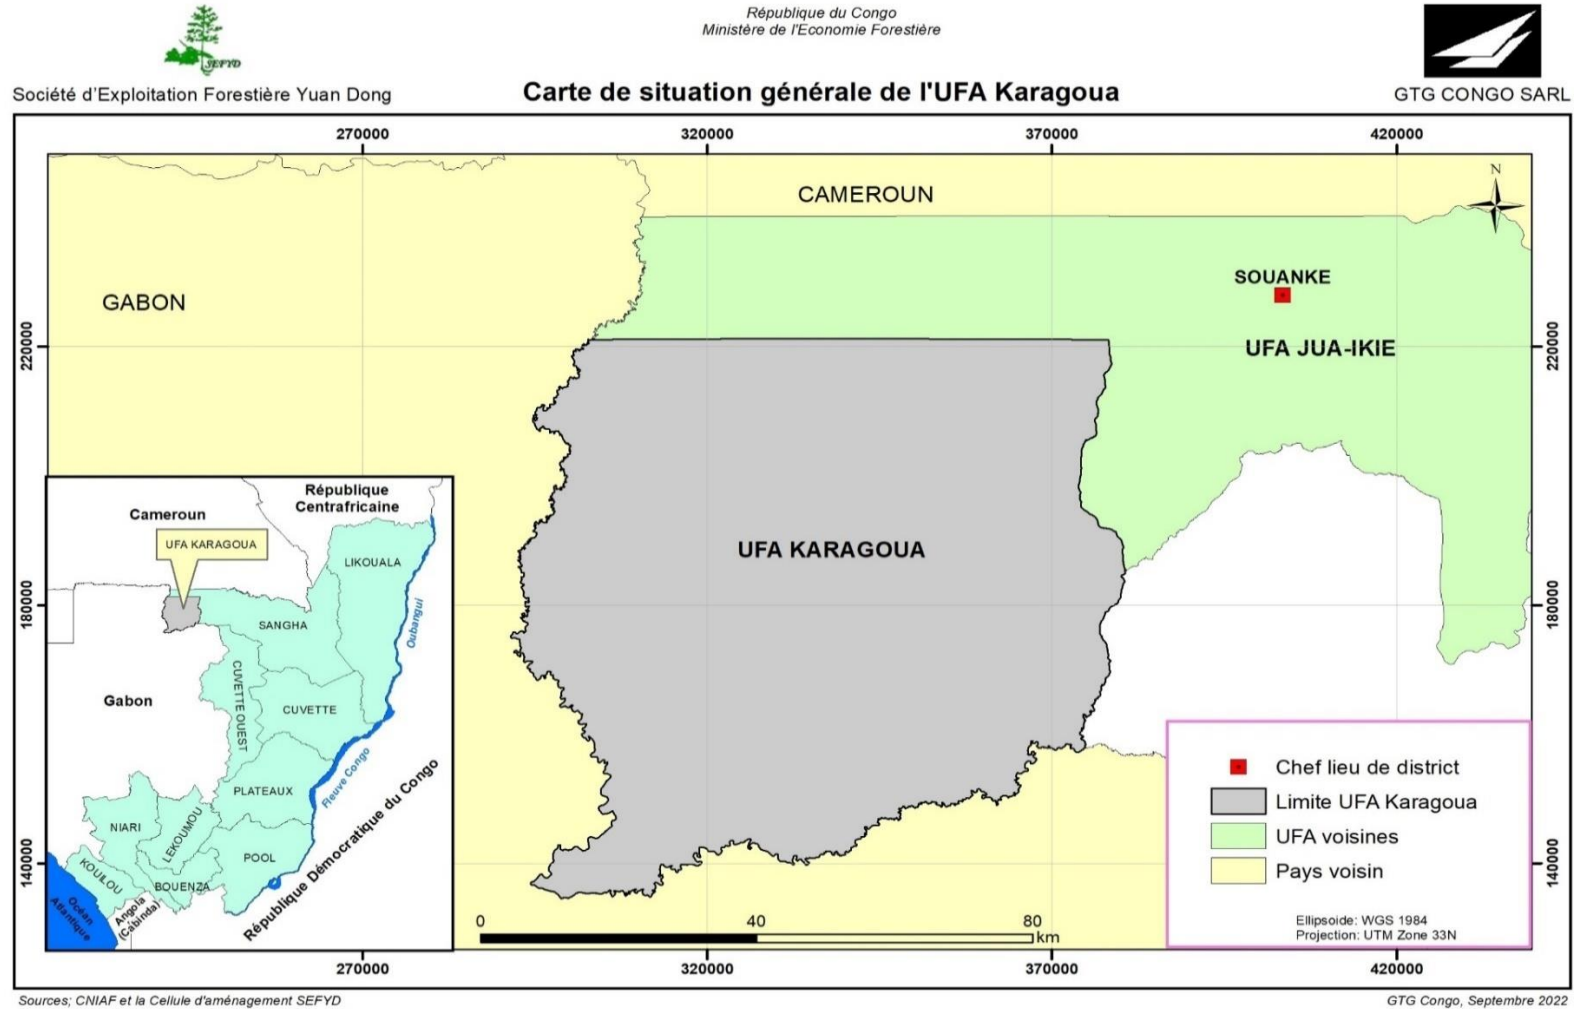 République du Congo
Ministère de l'Economie Forestière
SEFYD
Société d'Exploitation Forestière Yuan Dong
Carte de situation générale de l'UFA Karagoua
GTG CONGO SARL
270000
320000
370000
420000
N
CAMEROUN
GABON
SOUANKE
UFA JUA-IKIE
220000
220000
UFA KARAGOUA
180000
180000
140000
140000
République
Centrafricaine
Cameroun
UFA KARAGOUA
LIKOUALA
Oubangui
SANGHA
CUVETTE OUEST
Gabon
CUVETTE
Fleuve Congo
PLATEAUX
NIARI
LEKOUMOU
POOL
KOUILOU
BOUENZA
République Démocratique du Congo
Angola
(Cabinda)
Océan
Atlantique
Chef lieu de district
Limite UFA Karagoua
UFA voisines
Pays voisin
Ellipsoide: WGS 1984
Projection: UTM Zone 33N
0
40
80
km
270000
320000
370000
420000
Sources; CNIAF et la Cellule d'aménagement SEFYD
GTG Congo, Septembre 2022